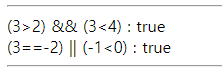 (3>2) && (3<4) : true
(3==-2) || (-1<0) : true